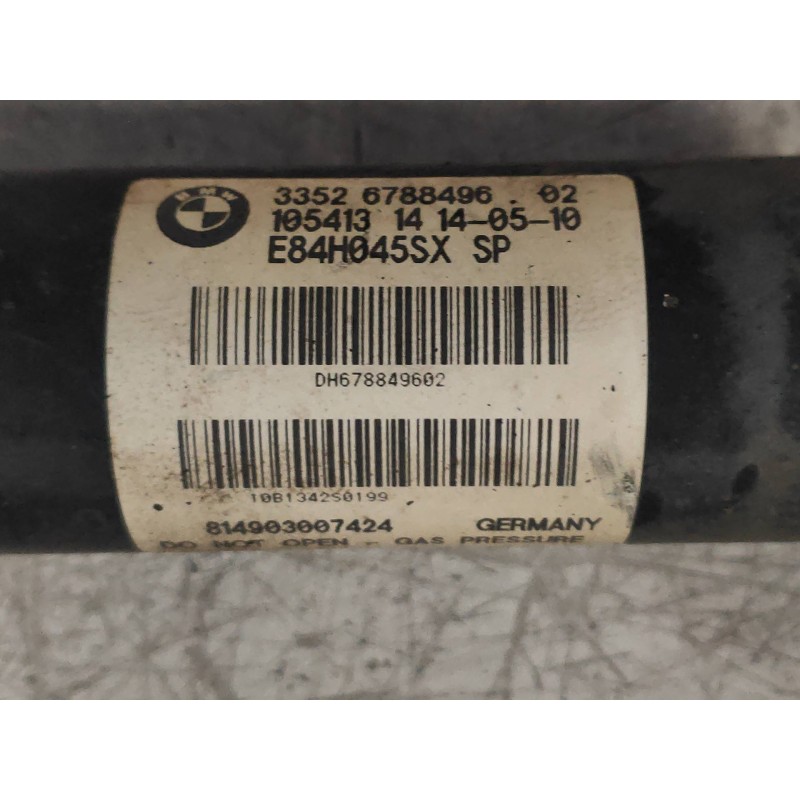 BMW
3352 6788496 . 02
105413 14 14-05-10
E84H045SX SP
DH678849602
10B1342S0199
814903007424 GERMANY
DO NOT OPEN - GAS PRESSURE